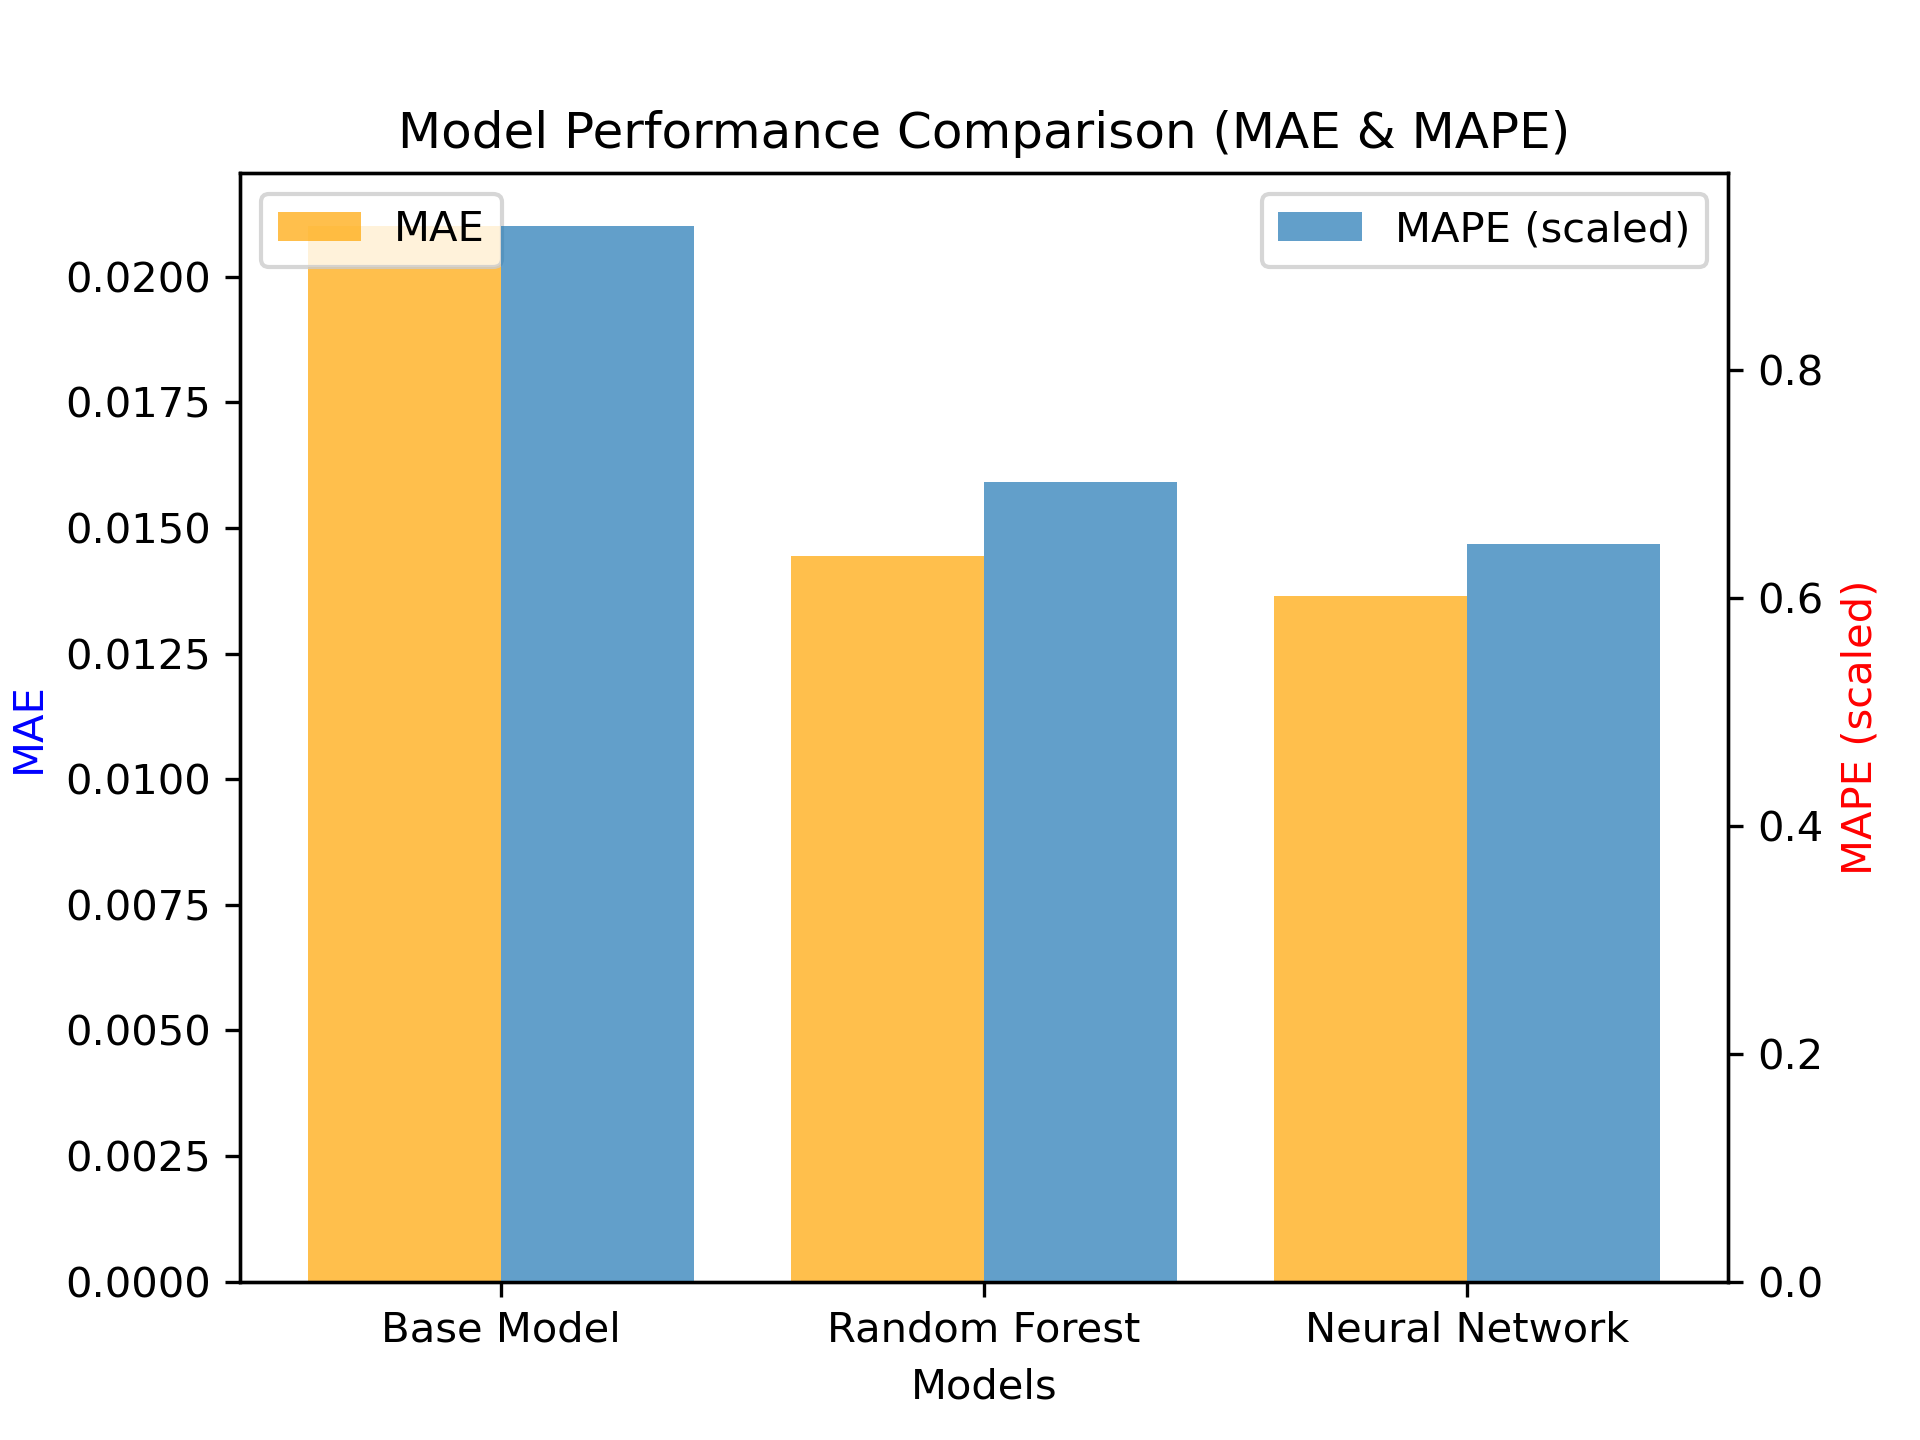 Model Performance Comparison (MAE & MAPE)
MAE
MAPE (scaled)
0.0200
0.0175
0.0150
0.0125
0.0100
0.0075
0.0050
0.0025
0.0000
MAE
0.8
0.6
0.4
0.2
0.0
MAPE (scaled)
Base Model
Random Forest
Neural Network
Models